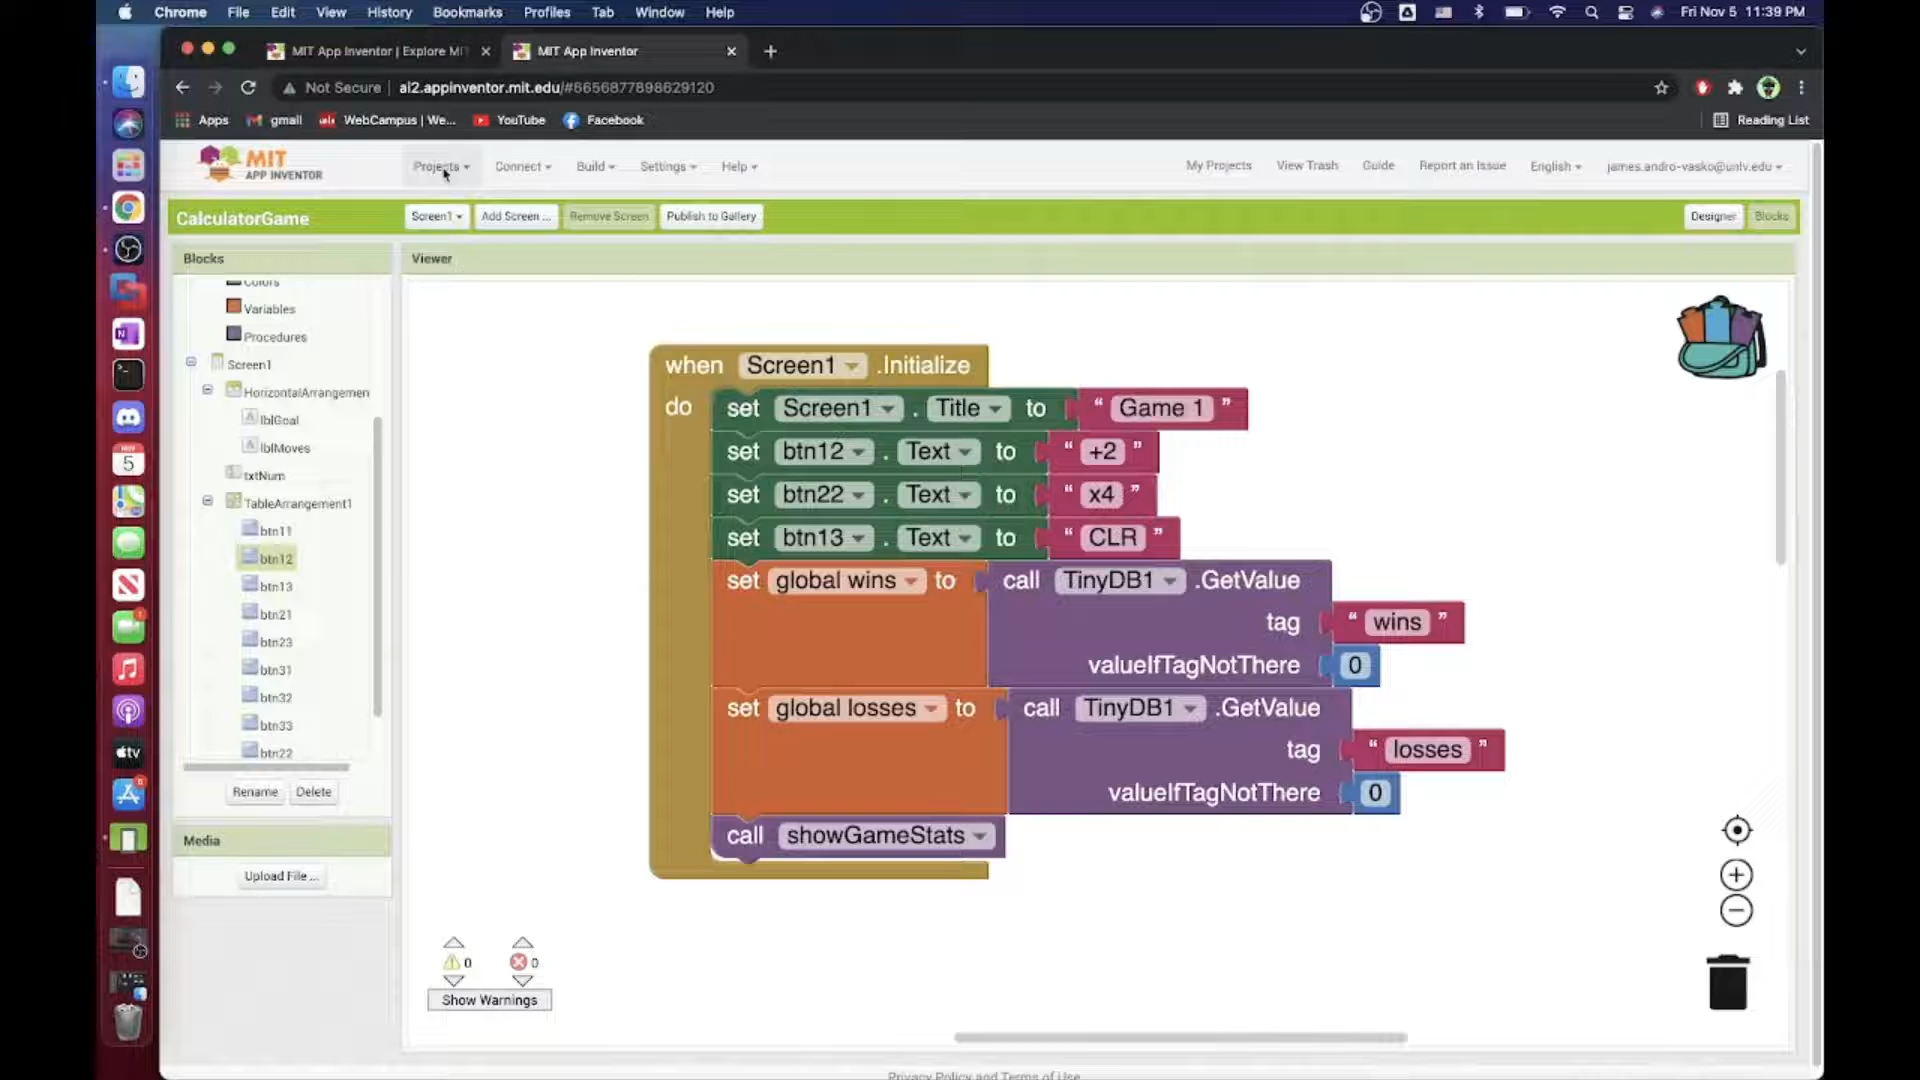 Chrome File Edit View History Bookmarks Profiles Tab Window Help Fri Nov 5 11:39 PM
MIT App Inventor | Explore MIT MIT App Inventor
Not Secure | ai2.appinventor.mit.edu/#6656877898629120
Apps gmail WebCampus | We... YouTube Facebook Reading List
MIT
APP INVENTOR
Projects Connect Build Settings Help My Projects View Trash Guide Report an Issue English james.andro-vasko@unlv.edu
CalculatorGame Screen1 Add Screen ... Remove Screen Publish to Gallery Designer Blocks
Blocks Viewer
Colors
Variables
Procedures
Screen1
HorizontalArrangemen
lblGoal
lblMoves
txtNum
TableArrangement1
btn11
btn12
btn13
btn21
btn23
btn31
btn32
btn33
btn22
Rename Delete
Media
Upload File ...
when Screen1 .Initialize
do set Screen1 . Title to “ Game 1 ”
set btn12 . Text to “ +2 ”
set btn22 . Text to “ x4 ”
set btn13 . Text to “ CLR ”
set global wins to call TinyDB1 .GetValue
tag “ wins ”
valueIfTagNotThere 0
set global losses to call TinyDB1 .GetValue
tag “ losses ”
valueIfTagNotThere 0
call showGameStats
0 0
Show Warnings
NOV
5
tv
Privacy Policy and Terms of Use